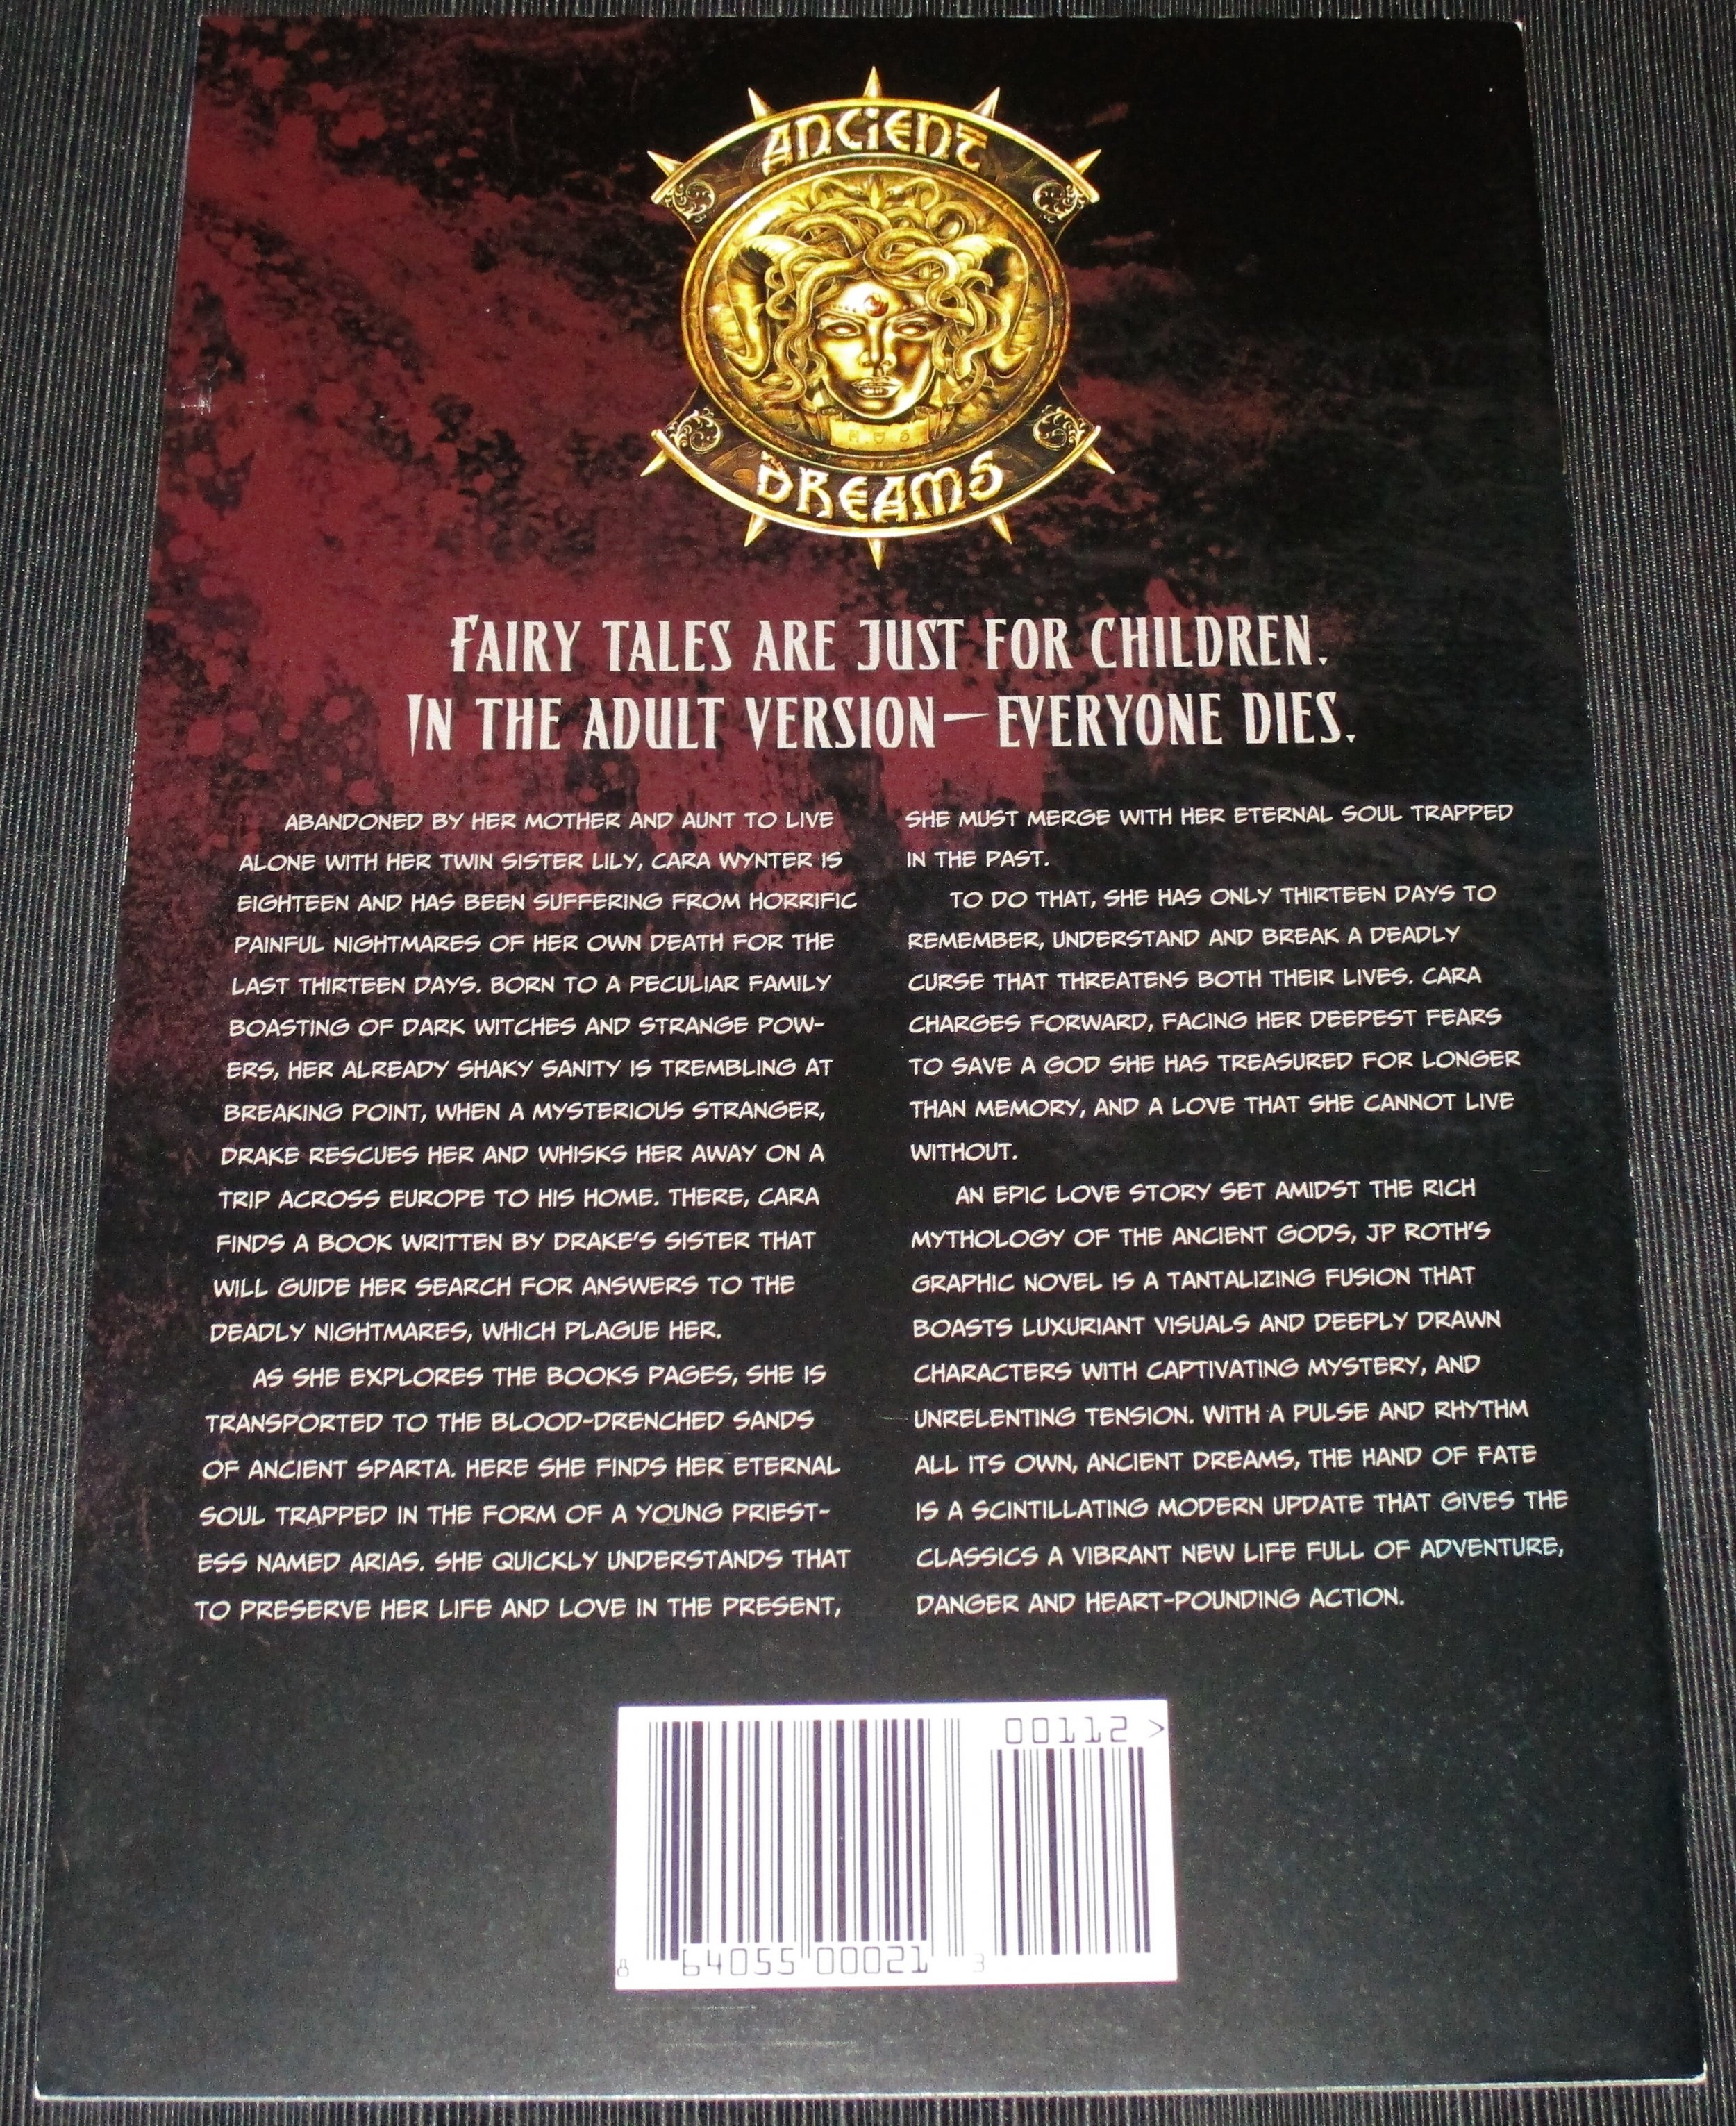 ANCIENT
DREAMS
FAIRY TALES ARE JUST FOR CHILDREN.
IN THE ADULT VERSION—EVERYONE DIES.
ABANDONED BY HER MOTHER AND AUNT TO LIVE
ALONE WITH HER TWIN SISTER LILY, CARA WYNTER IS
EIGHTEEN AND HAS BEEN SUFFERING FROM HORRIFIC
PAINFUL NIGHTMARES OF HER OWN DEATH FOR THE
LAST THIRTEEN DAYS. BORN TO A PECULIAR FAMILY
BOASTING OF DARK WITCHES AND STRANGE POW-
ERS, HER ALREADY SHAKY SANITY IS TREMBLING AT
BREAKING POINT, WHEN A MYSTERIOUS STRANGER,
DRAKE RESCUES HER AND WHISKS HER AWAY ON A
TRIP ACROSS EUROPE TO HIS HOME. THERE, CARA
FINDS A BOOK WRITTEN BY DRAKE'S SISTER THAT
WILL GUIDE HER SEARCH FOR ANSWERS TO THE
DEADLY NIGHTMARES, WHICH PLAGUE HER.
AS SHE EXPLORES THE BOOKS PAGES, SHE IS
TRANSPORTED TO THE BLOOD-DRENCHED SANDS
OF ANCIENT SPARTA. HERE SHE FINDS HER ETERNAL
SOUL TRAPPED IN THE FORM OF A YOUNG PRIEST-
ESS NAMED ARIAS. SHE QUICKLY UNDERSTANDS THAT
TO PRESERVE HER LIFE AND LOVE IN THE PRESENT,
SHE MUST MERGE WITH HER ETERNAL SOUL TRAPPED
IN THE PAST.
TO DO THAT, SHE HAS ONLY THIRTEEN DAYS TO
REMEMBER, UNDERSTAND AND BREAK A DEADLY
CURSE THAT THREATENS BOTH THEIR LIVES. CARA
CHARGES FORWARD, FACING HER DEEPEST FEARS
TO SAVE A GOD SHE HAS TREASURED FOR LONGER
THAN MEMORY, AND A LOVE THAT SHE CANNOT LIVE
WITHOUT.
AN EPIC LOVE STORY SET AMIDST THE RICH
MYTHOLOGY OF THE ANCIENT GODS, JP ROTH'S
GRAPHIC NOVEL IS A TANTALIZING FUSION THAT
BOASTS LUXURIANT VISUALS AND DEEPLY DRAWN
CHARACTERS WITH CAPTIVATING MYSTERY, AND
UNRELENTING TENSION. WITH A PULSE AND RHYTHM
ALL ITS OWN, ANCIENT DREAMS, THE HAND OF FATE
IS A SCINTILLATING MODERN UPDATE THAT GIVES THE
CLASSICS A VIBRANT NEW LIFE FULL OF ADVENTURE,
DANGER AND HEART-POUNDING ACTION.
00112 >
8 64055 00021 3